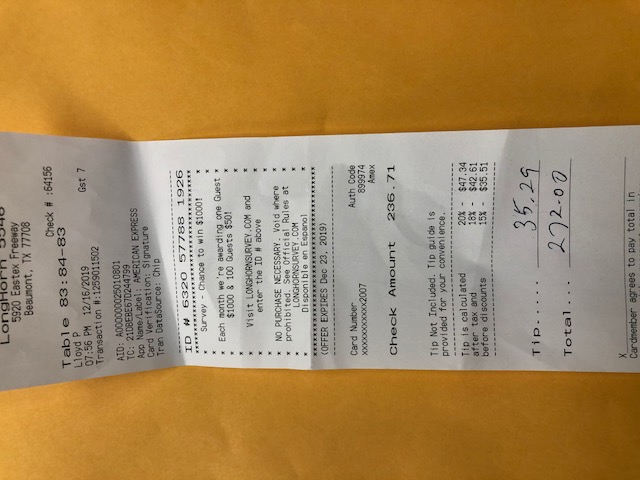 LongHorn 5548
5920 Eastex Freeway
Beaumont, TX 77708
Check # :64156
Table 83:84-83
Lloyd P
07:56 PM 12/16/2019 Gst 7
Transaction #:1259011502
AID: A000000025010801
TC: 21DBEBE67D244799
App Name/Label: AMERICAN EXPRESS
Card Verification: Signature
Tran DataSource: Chip
ID # 6320 57788 1926
Survey - Chance to win $1000!
Each month we're awarding one Guest
$1000 & 100 Guests $50!
Visit LONGHORNSURVEY.COM and
enter the ID # above
NO PURCHASE NECESSARY. Void where
prohibited. See Official Rules at
LONGHORNSURVEY.COM
Disponible en Espanol
(OFFER EXPIRES Dec 23, 2019)
Card Number Auth Code
XXXXXXXXXXX2007 899974
Amex
Check Amount 236.71
Tip Not Included. Tip guide is
provided for your convenience.
Tip is calculated 20% - $47.34
after tax and 18% - $42.61
before discounts 15% - $35.51
Tip..... 35.29
Total... 272.00
X
Cardmember agrees to pay total in